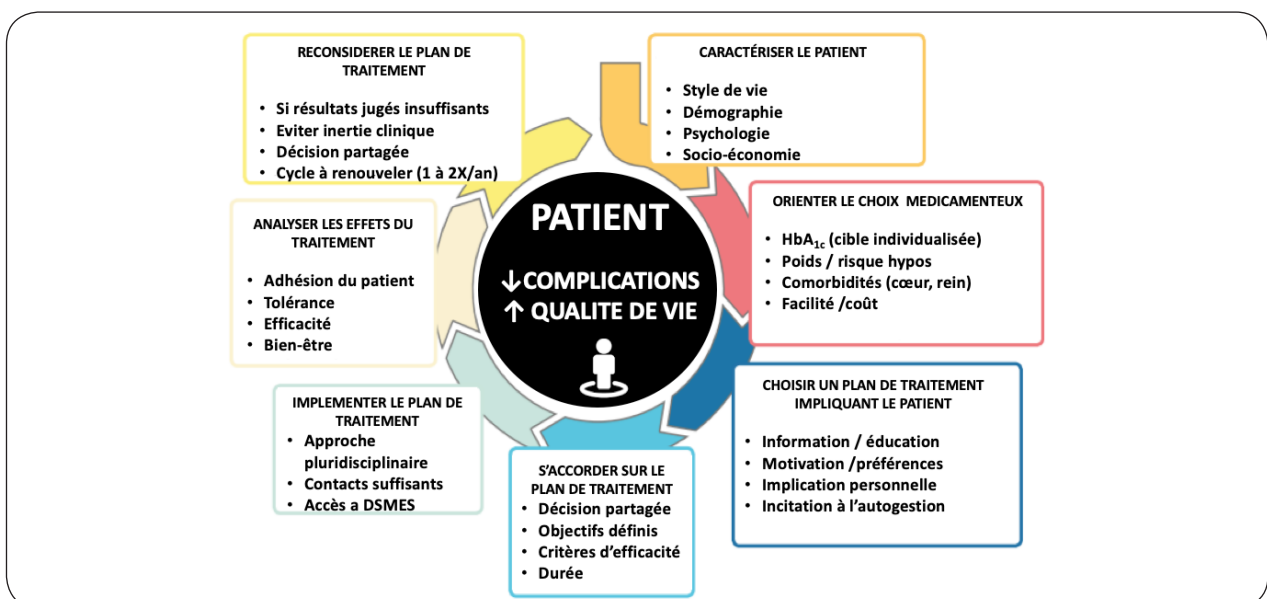 CARACTÉRISER LE PATIENT
• Style de vie
• Démographie
• Psychologie
• Socio-économie
ORIENTER LE CHOIX MEDICAMENTEUX
• HbA1c (cible individualisée)
• Poids / risque hypos
• Comorbidités (cœur, rein)
• Facilité /coût
CHOISIR UN PLAN DE TRAITEMENT
IMPLIQUANT LE PATIENT
• Information / éducation
• Motivation /préférences
• Implication personnelle
• Incitation à l'autogestion
S'ACCORDER SUR LE
PLAN DE TRAITEMENT
• Décision partagée
• Objectifs définis
• Critères d'efficacité
• Durée
IMPLEMENTER LE PLAN DE
TRAITEMENT
• Approche
pluridisciplinaire
• Contacts suffisants
• Accès a DSMES
ANALYSER LES EFFETS DU
TRAITEMENT
• Adhésion du patient
• Tolérance
• Efficacité
• Bien-être
RECONSIDERER LE PLAN DE
TRAITEMENT
• Si résultats jugés insuffisants
• Eviter inertie clinique
• Décision partagée
• Cycle à renouveler (1 à 2X/an)
PATIENT
↓COMPLICATIONS
↑ QUALITE DE VIE